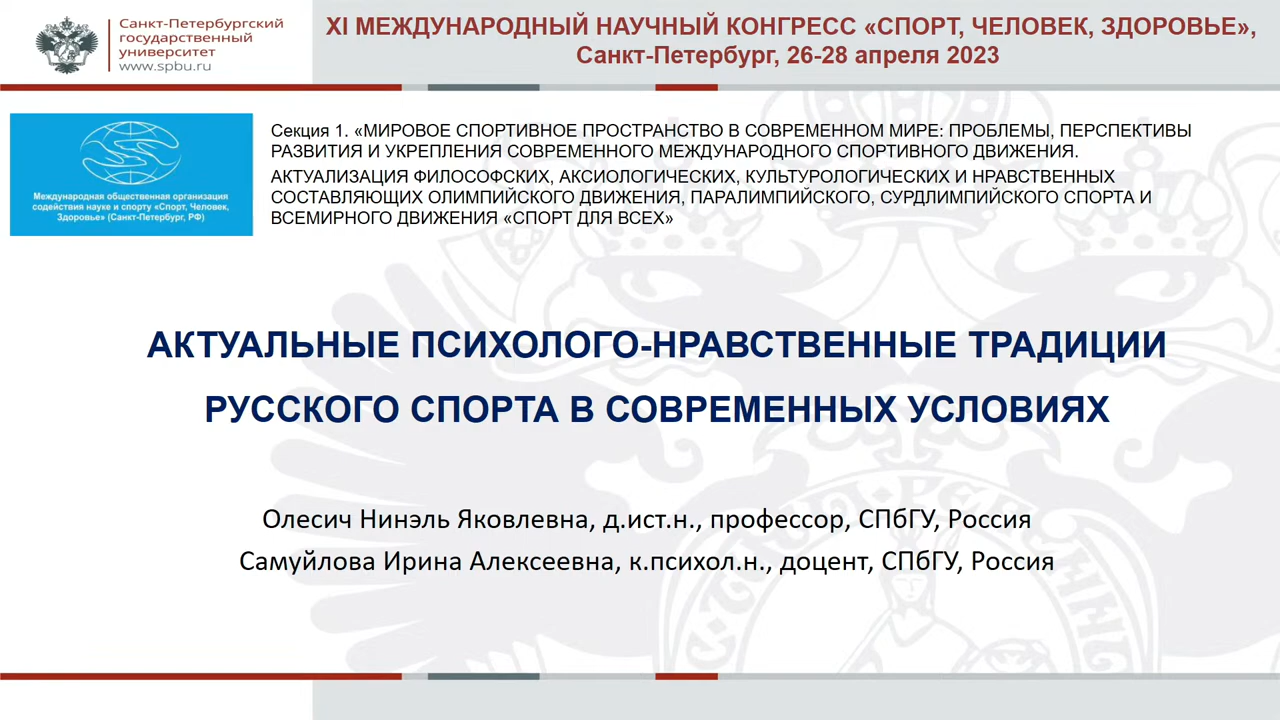 Санкт-Петербургский
государственный
университет
www.spbu.ru
XI МЕЖДУНАРОДНЫЙ НАУЧНЫЙ КОНГРЕСС «СПОРТ, ЧЕЛОВЕК, ЗДОРОВЬЕ»,
Санкт-Петербург, 26-28 апреля 2023
Международная общественная организация
содействия науке и спорту «Спорт, Человек,
Здоровье» (Санкт-Петербург, РФ)
Секция 1. «МИРОВОЕ СПОРТИВНОЕ ПРОСТРАНСТВО В СОВРЕМЕННОМ МИРЕ: ПРОБЛЕМЫ, ПЕРСПЕКТИВЫ
РАЗВИТИЯ И УКРЕПЛЕНИЯ СОВРЕМЕННОГО МЕЖДУНАРОДНОГО СПОРТИВНОГО ДВИЖЕНИЯ.
АКТУАЛИЗАЦИЯ ФИЛОСОФСКИХ, АКСИОЛОГИЧЕСКИХ, КУЛЬТУРОЛОГИЧЕСКИХ И НРАВСТВЕННЫХ
СОСТАВЛЯЮЩИХ ОЛИМПИЙСКОГО ДВИЖЕНИЯ, ПАРАЛИМПИЙСКОГО, СУРДЛИМПИЙСКОГО СПОРТА И
ВСЕМИРНОГО ДВИЖЕНИЯ «СПОРТ ДЛЯ ВСЕХ»
АКТУАЛЬНЫЕ ПСИХОЛОГО-НРАВСТВЕННЫЕ ТРАДИЦИИ
РУССКОГО СПОРТА В СОВРЕМЕННЫХ УСЛОВИЯХ
Олесич Нинэль Яковлевна, д.ист.н., профессор, СПбГУ, Россия
Самуйлова Ирина Алексеевна, к.психол.н., доцент, СПбГУ, Россия